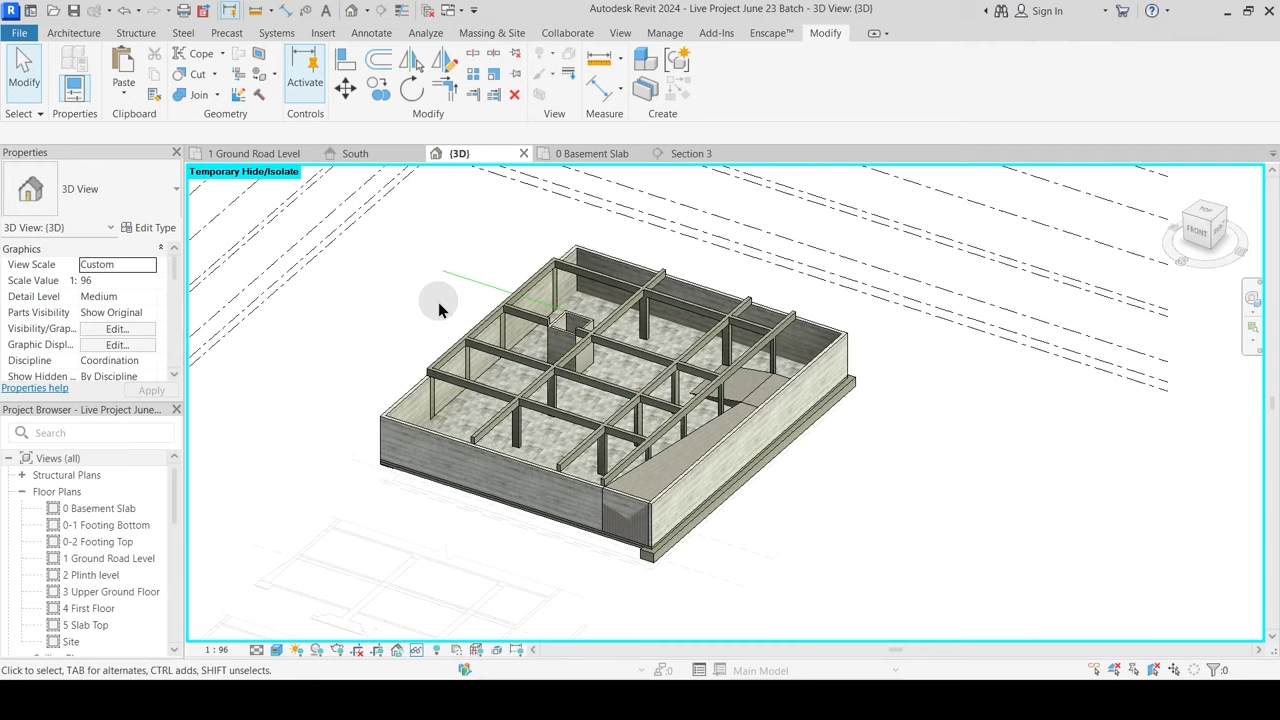 Autodesk Revit 2024 - Live Project June 23 Batch - 3D View: {3D}
Sign In
File Architecture Structure Steel Precast Systems Insert Annotate Analyze Massing & Site Collaborate View Manage Add-Ins Enscape™ Modify
Modify
Paste
Cope
Cut
Join
Activate
Select Properties Clipboard Geometry Controls Modify View Measure Create
Properties
1 Ground Road Level South {3D} 0 Basement Slab Section 3
Temporary Hide/Isolate
3D View
3D View: {3D} Edit Type
Graphics
View Scale Custom
Scale Value 1: 96
Detail Level Medium
Parts Visibility Show Original
Visibility/Grap... Edit...
Graphic Displ... Edit...
Discipline Coordination
Show Hidden ... By Discipline
Properties help Apply
Project Browser - Live Project June...
Search
Views (all)
Structural Plans
Floor Plans
0 Basement Slab
0-1 Footing Bottom
0-2 Footing Top
1 Ground Road Level
2 Plinth level
3 Upper Ground Floor
4 First Floor
5 Slab Top
Site
TOP
FRONT
1 : 96
Click to select, TAB for alternates, CTRL adds, SHIFT unselects.
:0
Main Model
:0